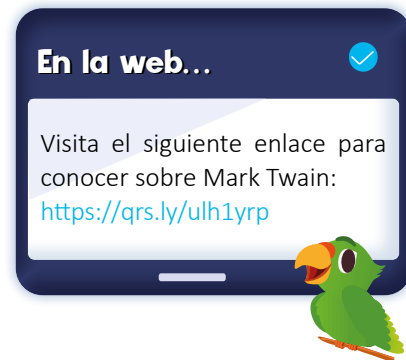 En la web...
Visita el siguiente enlace para
conocer sobre Mark Twain:
https://qrs.ly/ulh1yrp